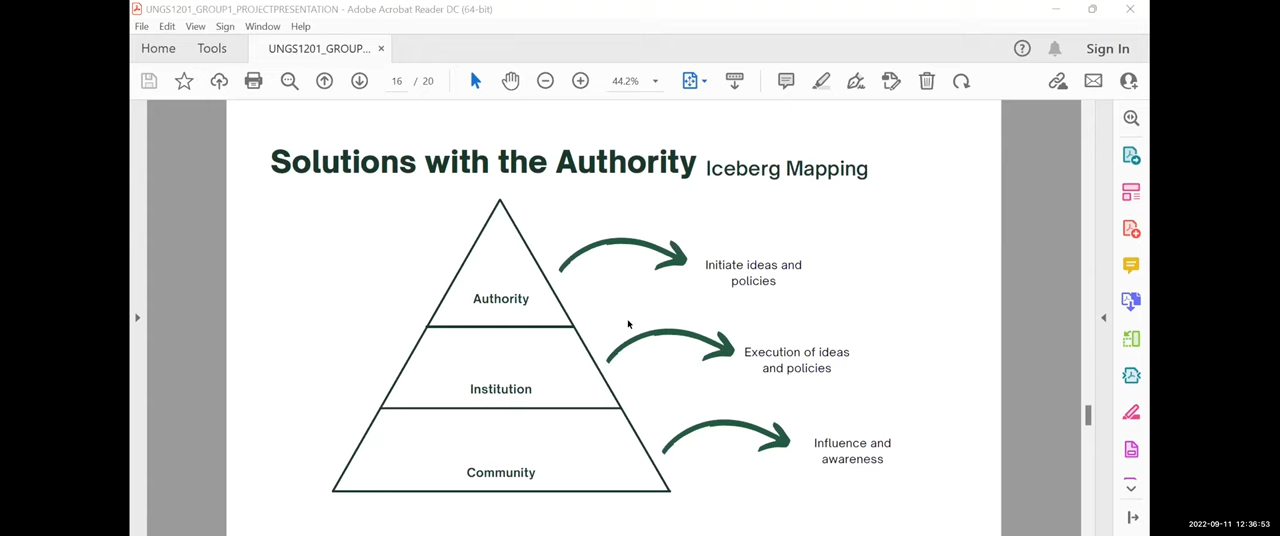 UNGS1201_GROUP1_PROJECTPRESENTATION - Adobe Acrobat Reader DC (64-bit)
File Edit View Sign Window Help
Home Tools UNGS1201_GROUP... × Sign In
16 / 20 44.2%
Solutions with the Authority Iceberg Mapping
Initiate ideas and
policies
Authority
Execution of ideas
and policies
Institution
Influence and
awareness
Community
2022-09-11 12:36:53